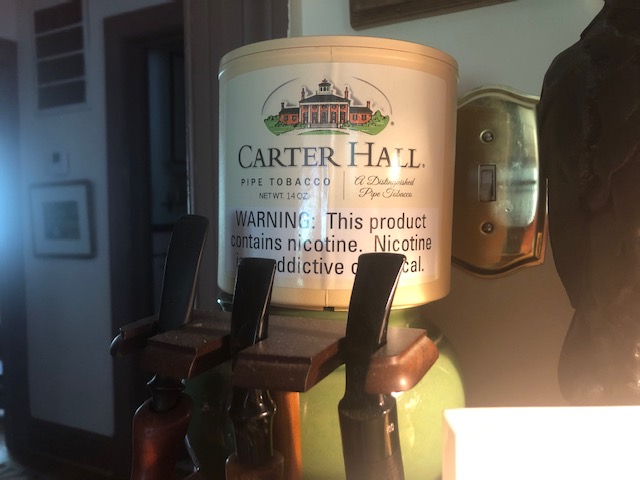 CARTER HALL®
PIPE TOBACCO
A Distinguished
Pipe Tobacco
NET WT. 14 OZ.
WARNING: This product
contains nicotine. Nicotine
addictive